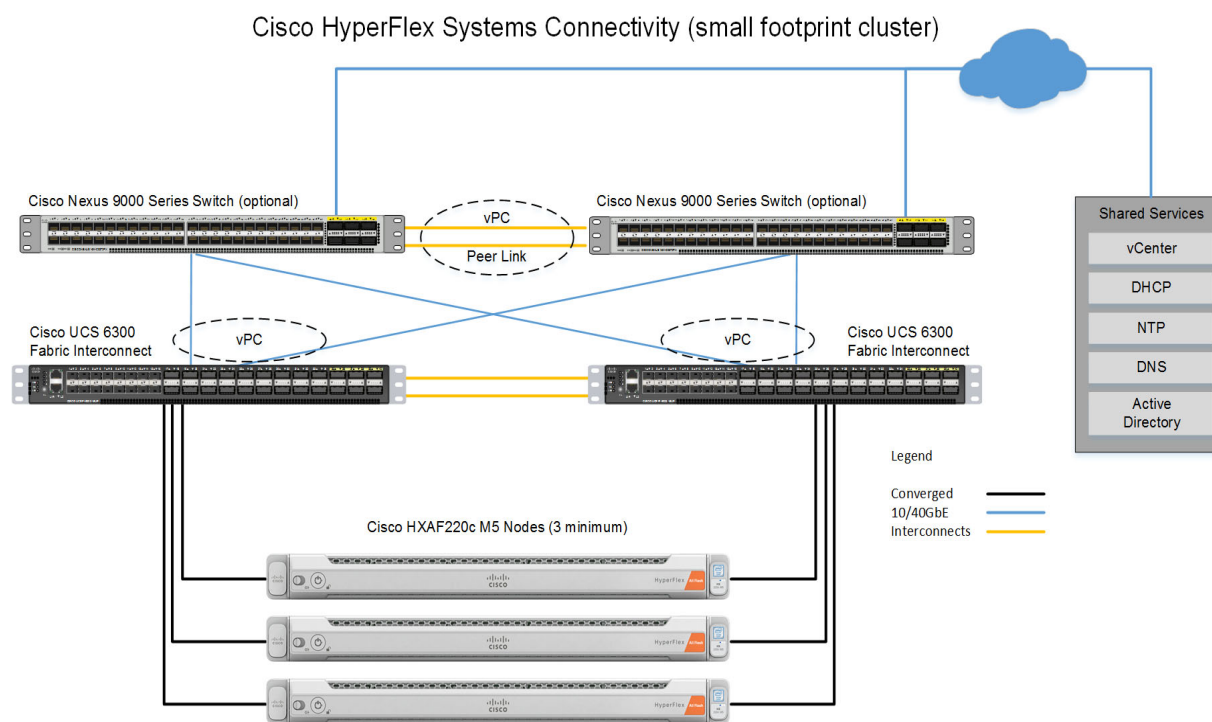 Cisco HyperFlex Systems Connectivity (small footprint cluster)
Cisco Nexus 9000 Series Switch (optional)
Cisco Nexus 9000 Series Switch (optional)
vPC
Peer Link
Shared Services
vCenter
DHCP
NTP
DNS
Active
Directory
Cisco UCS 6300
Fabric Interconnect
vPC
vPC
Cisco UCS 6300
Fabric Interconnect
Legend
Converged
10/40GbE
Interconnects
Cisco HXAF220c M5 Nodes (3 minimum)
CISCO
HyperFlex
CISCO
HyperFlex
CISCO
HyperFlex